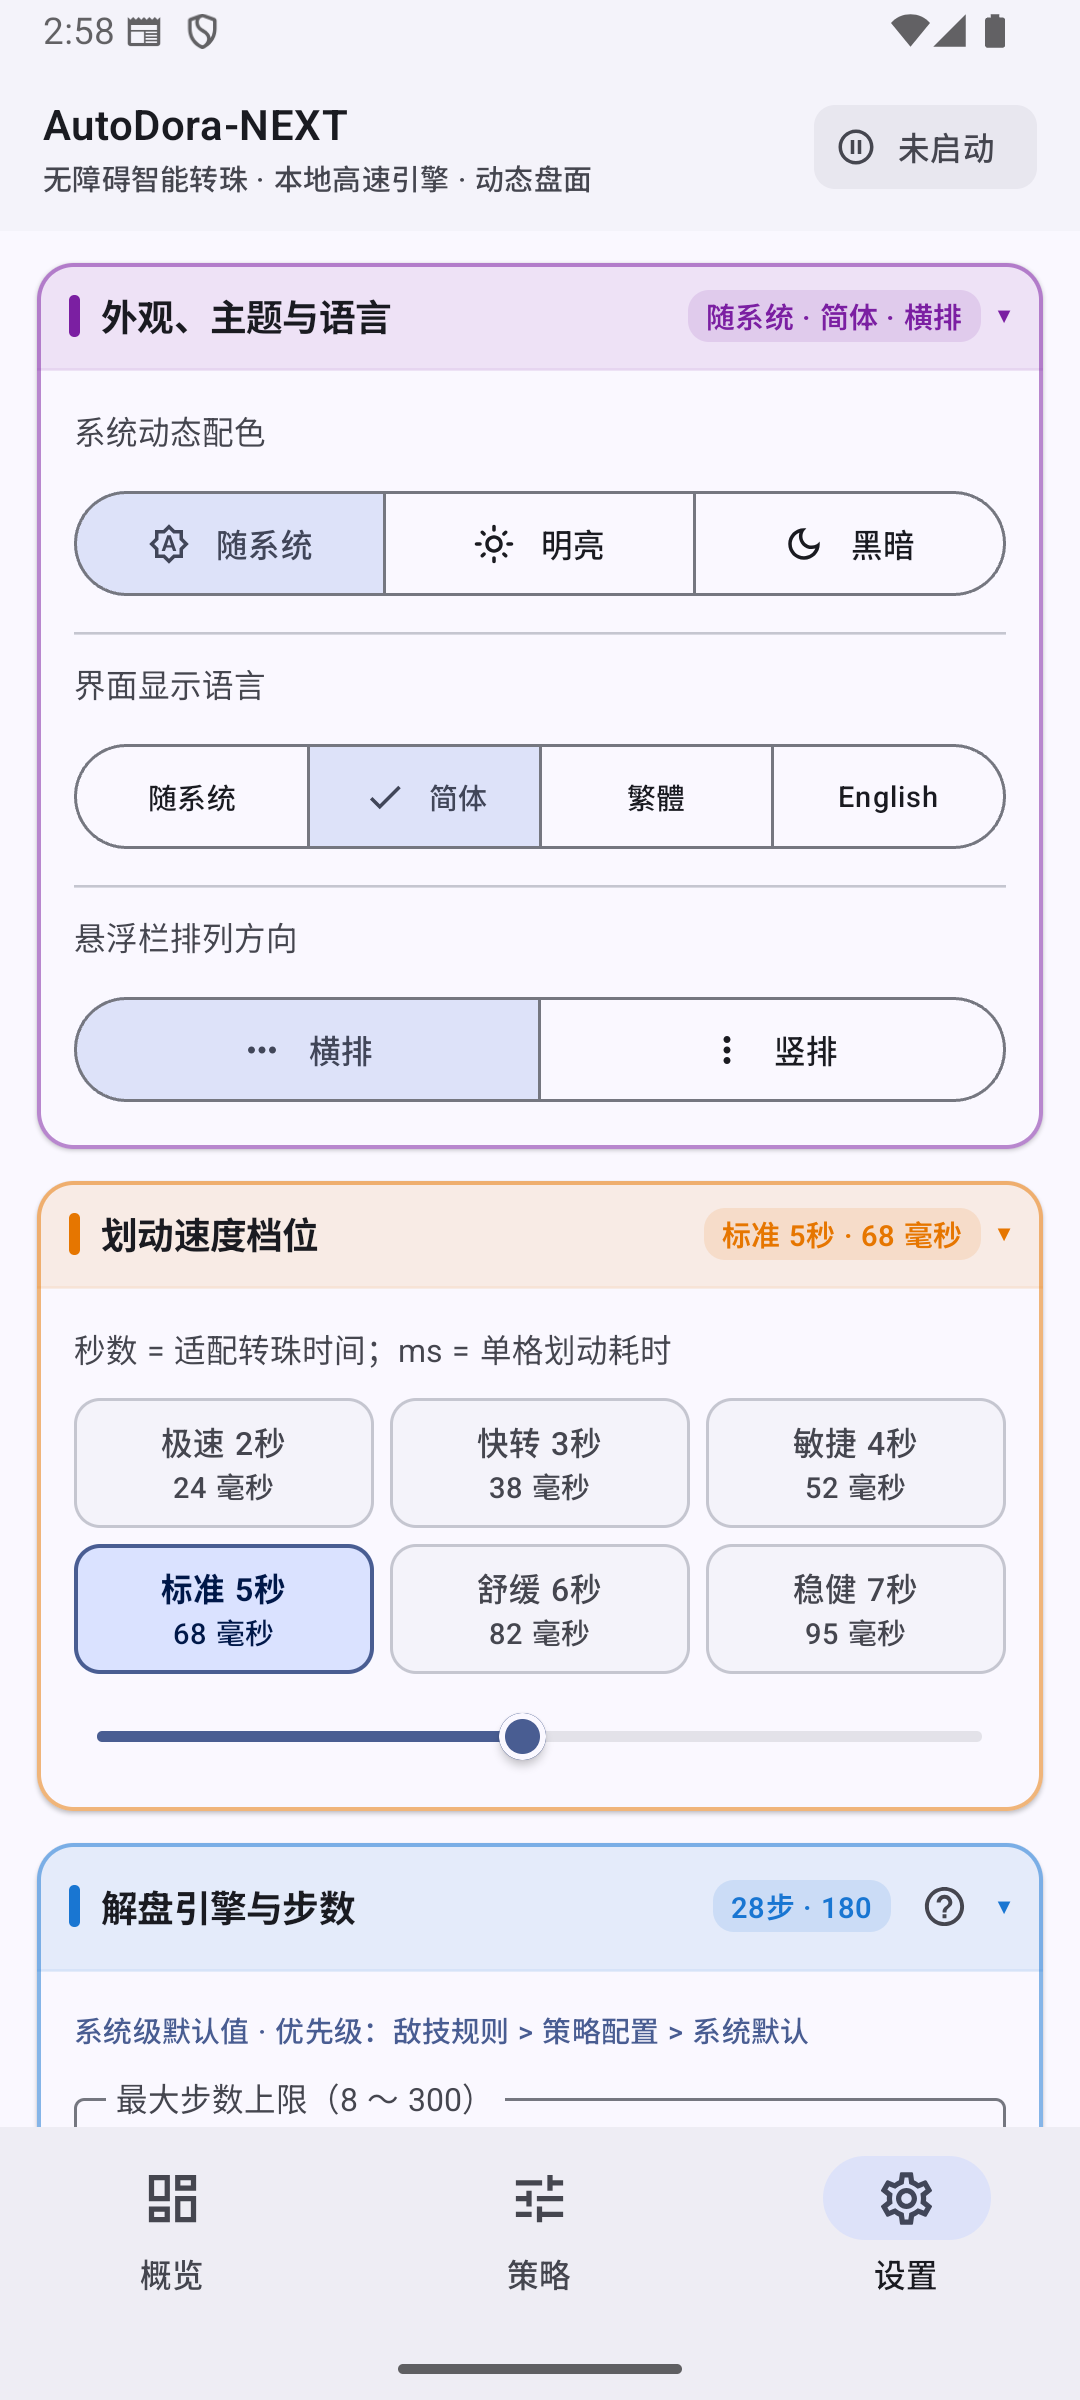 2:58
AutoDora-NEXT
无障碍智能转珠 · 本地高速引擎 · 动态盘面
未启动
外观、主题与语言
随系统 · 简体 · 横排
系统动态配色
随系统
明亮
黑暗
界面显示语言
随系统
简体
繁體
English
悬浮栏排列方向
横排
竖排
划动速度档位
标准 5秒 · 68 毫秒
秒数 = 适配转珠时间；ms = 单格划动耗时
极速 2秒
24 毫秒
快转 3秒
38 毫秒
敏捷 4秒
52 毫秒
标准 5秒
68 毫秒
舒缓 6秒
82 毫秒
稳健 7秒
95 毫秒
解盘引擎与步数
28步 · 180
系统级默认值 · 优先级：敌技规则 > 策略配置 > 系统默认
最大步数上限（8 ～ 300）
概览
策略
设置